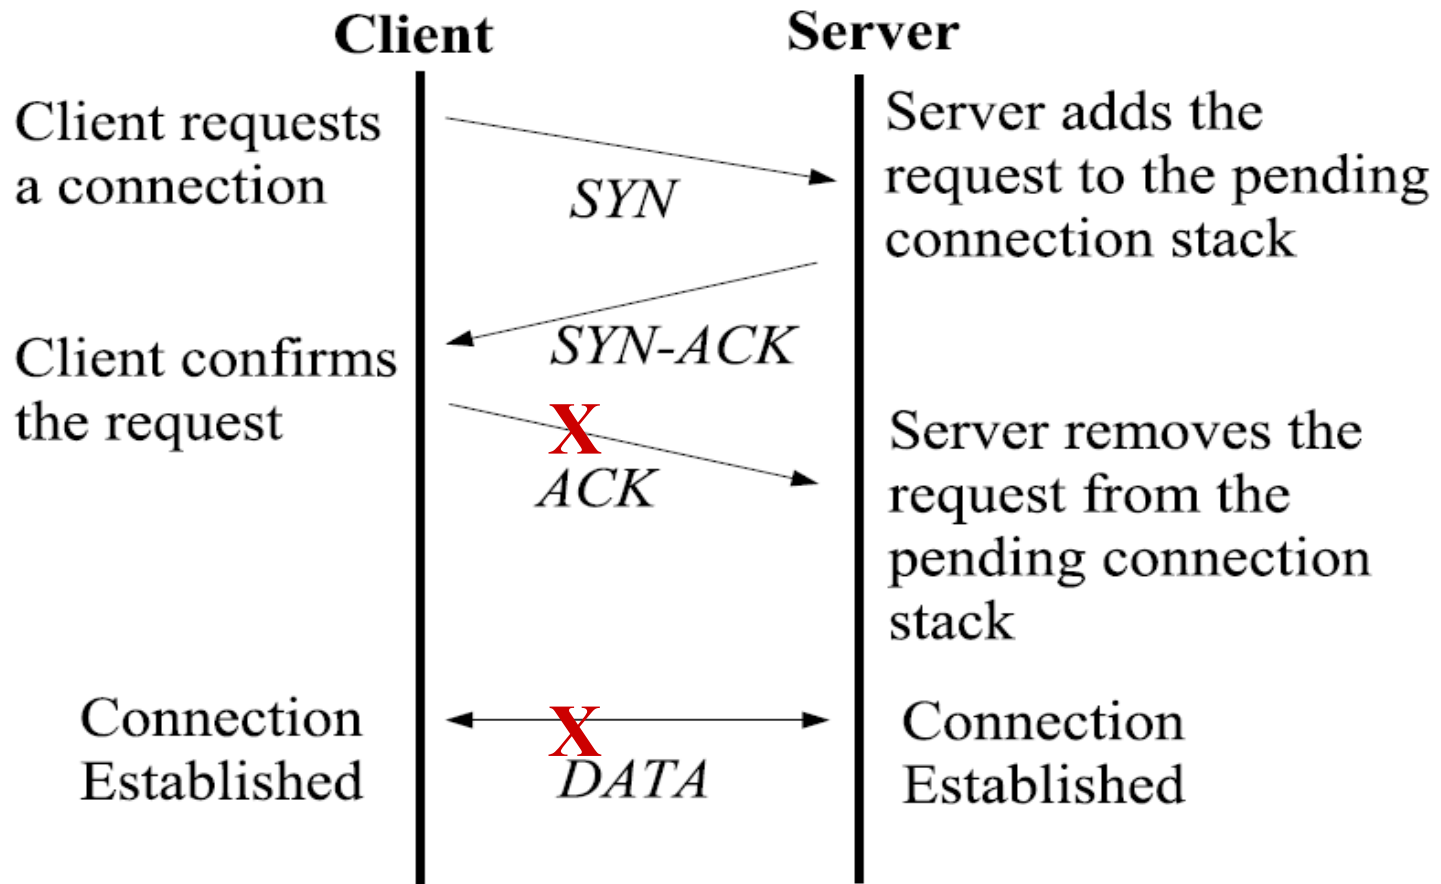 Client
Server
Client requests
a connection
SYN
Server adds the
request to the pending
connection stack
SYN-ACK
Client confirms
the request
X
ACK
Server removes the
request from the
pending connection
stack
Connection
Established
X
DATA
Connection
Established